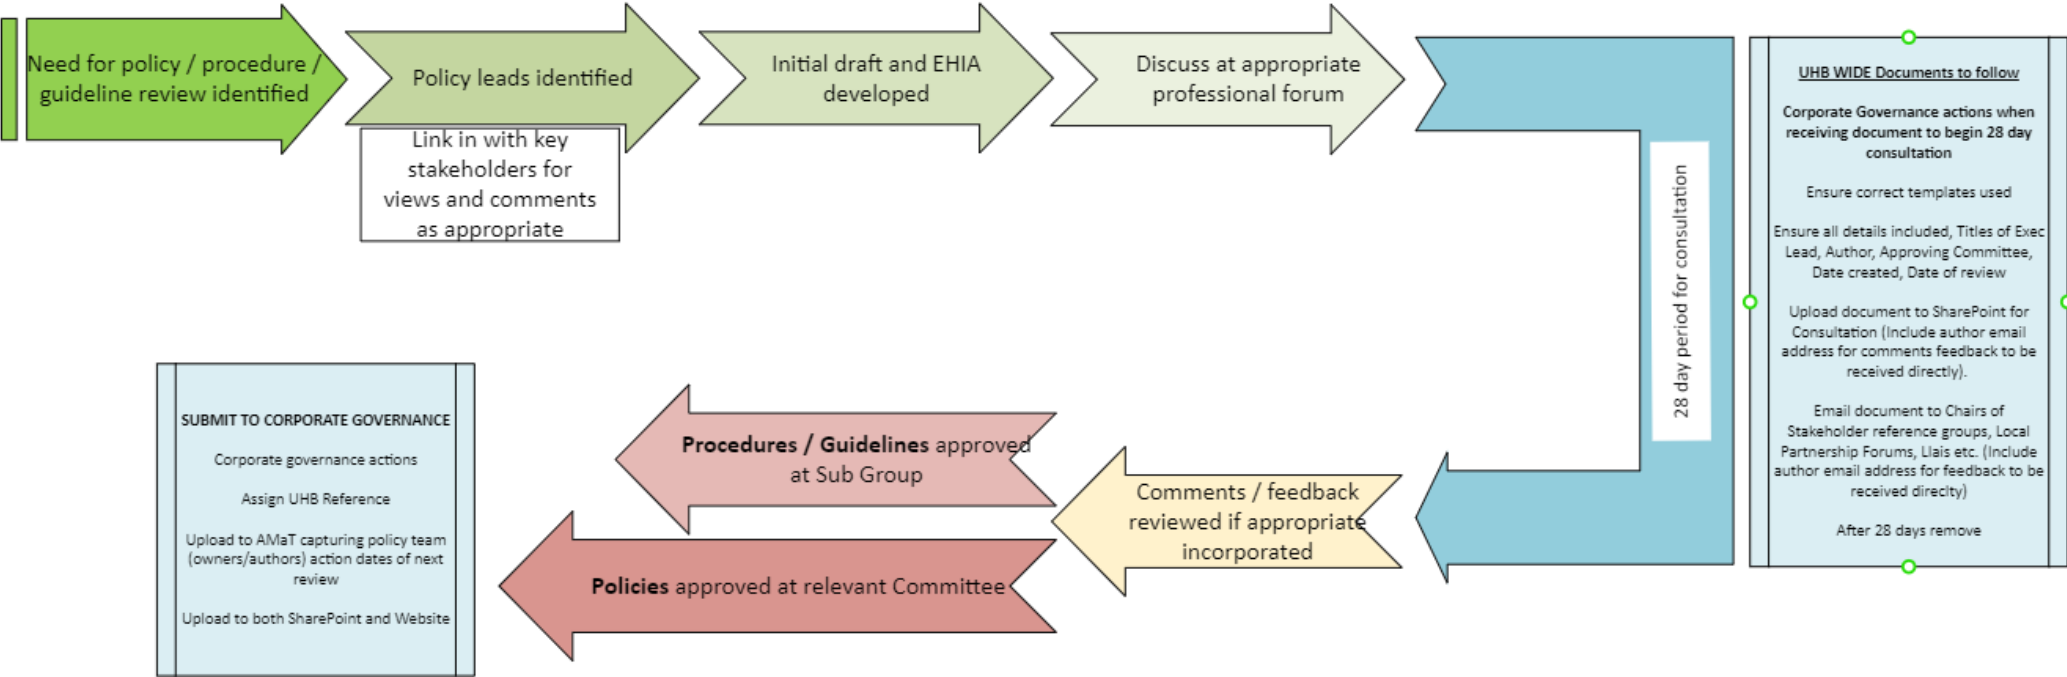 Need for policy / procedure /
guideline review identified
Policy leads identified
Link in with key
stakeholders for
views and comments
as appropriate
Initial draft and EHIA
developed
Discuss at appropriate
professional forum
28 day period for consultation
UHB WIDE Documents to follow
Corporate Governance actions when
receiving document to begin 28 day
consultation
Ensure correct templates used
Ensure all details included, Titles of Exec
Lead, Author, Approving Committee,
Date created, Date of review
Upload document to SharePoint for
Consultation (Include author email
address for comments feedback to be
received directly).
Email document to Chairs of
Stakeholder reference groups, Local
Partnership Forums, Llais etc. (Include
author email address for feedback to be
received direclty)
After 28 days remove
Comments / feedback
reviewed if appropriate
incorporated
Procedures / Guidelines approved
at Sub Group
Policies approved at relevant Committee
SUBMIT TO CORPORATE GOVERNANCE
Corporate governance actions
Assign UHB Reference
Upload to AMaT capturing policy team
(owners/authors) action dates of next
review
Upload to both SharePoint and Website